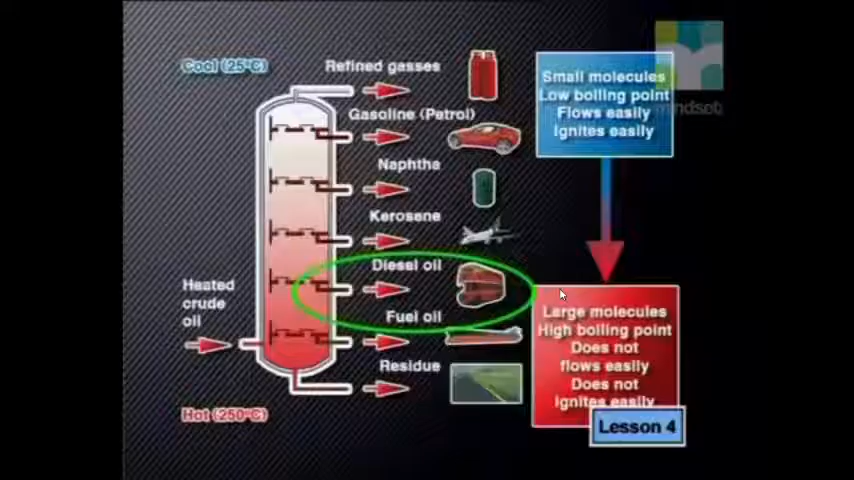 Cool (25°C)
Refined gasses
Gasoline (Patrol)
Naphtha
Kerosene
Diesel oil
Fuel oil
Residue
Heated
crude
oil
Hot (250°C)
Small molecules
Low boiling point
Flows easily
Ignites easily
mindset
Large molecules
High boiling point
Does not
flows easily
Does not
ignites easily
Lesson 4